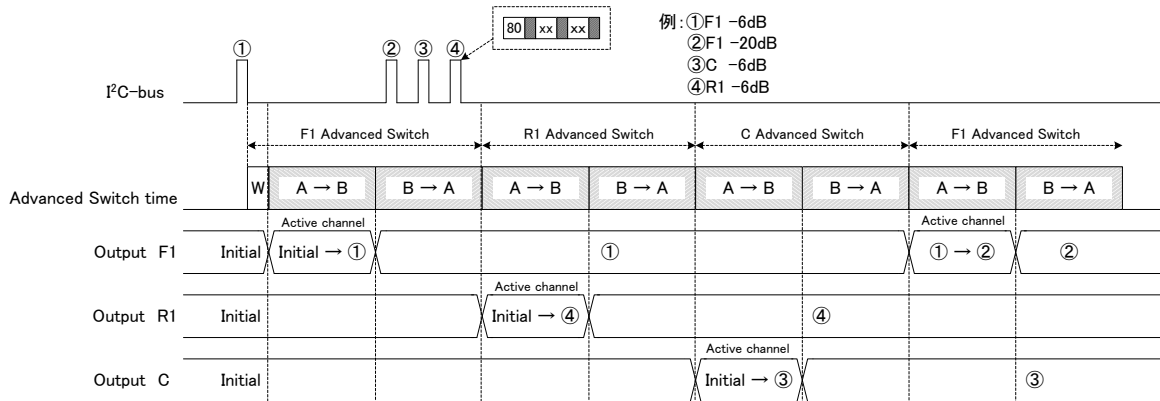 80 xx xx
例:①F1 -6dB
②F1 -20dB
③C -6dB
④R1 -6dB
① ② ③ ④
I²C-bus
F1 Advanced Switch R1 Advanced Switch C Advanced Switch F1 Advanced Switch
Advanced Switch time W A → B B → A A → B B → A A → B B → A A → B B → A
Active channel Active channel
Output F1 Initial Initial → ① ① ① → ② ②
Active channel
Output R1 Initial Initial → ④ ④
Active channel
Output C Initial Initial → ③ ③